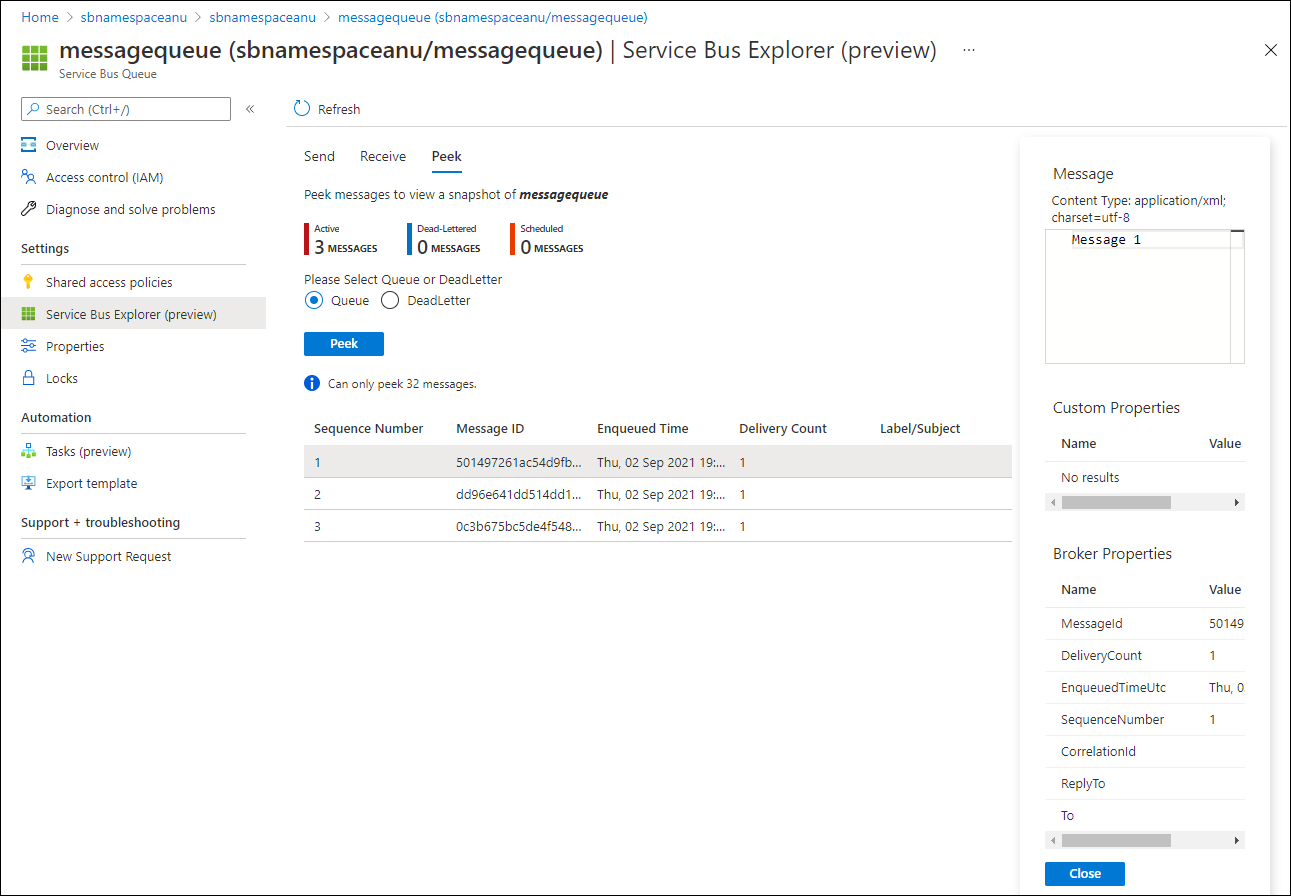 Home > sbnamespaceanu > sbnamespaceanu > messagequeue (sbnamespaceanu/messagequeue)
messagequeue (sbnamespaceanu/messagequeue) | Service Bus Explorer (preview) ...
Service Bus Queue
Search (Ctrl+/)
«
Overview
Access control (IAM)
Diagnose and solve problems
Settings
Shared access policies
Service Bus Explorer (preview)
Properties
Locks
Automation
Tasks (preview)
Export template
Support + troubleshooting
New Support Request
Refresh
Send Receive Peek
Peek messages to view a snapshot of messagequeue
Active Dead-Lettered Scheduled
3 MESSAGES 0 MESSAGES 0 MESSAGES
Please Select Queue or DeadLetter
Queue DeadLetter
Peek
Can only peek 32 messages.
Sequence Number Message ID Enqueued Time Delivery Count Label/Subject
1 501497261ac54d9fb... Thu, 02 Sep 2021 19:... 1
2 dd96e641dd514dd1... Thu, 02 Sep 2021 19:... 1
3 0c3b675bc5de4f548... Thu, 02 Sep 2021 19:... 1
Message
Content Type: application/xml;
charset=utf-8
Message 1
Custom Properties
Name Value
No results
Broker Properties
Name Value
MessageId 50149
DeliveryCount 1
EnqueuedTimeUtc Thu, 0
SequenceNumber 1
CorrelationId
ReplyTo
To
Close